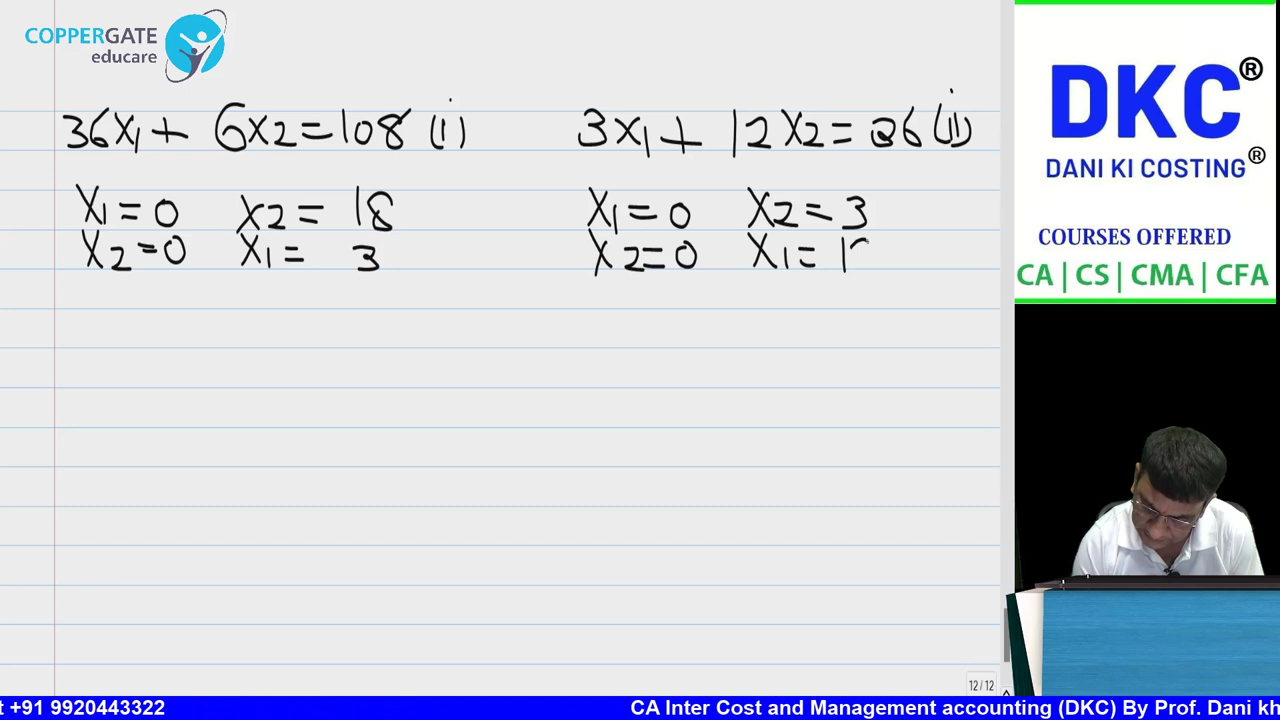 COPPERGATE
educare
36x1 + 6x2 = 108 (i)
3x1 + 12x2 = 36 (ii)
x1 = 0 x2 = 18
x2 = 0 x1 = 3
x1 = 0 x2 = 3
x2 = 0 x1 = 1
DKC®
DANI KI COSTING®
COURSES OFFERED
CA | CS | CMA | CFA
12/12
t +91 9920443322 CA Inter Cost and Management accounting (DKC) By Prof. Dani kh